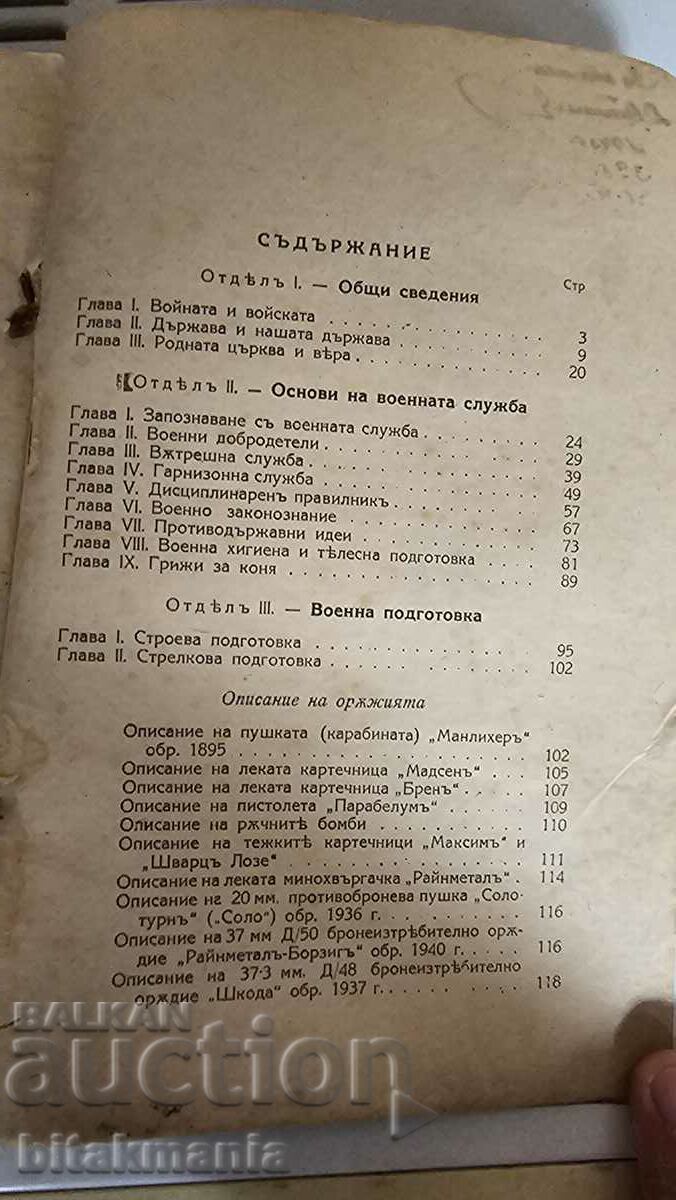 СЪДЪРЖАНИЕ
Отдѣлъ I. — Общи сведения
Стр
Глава I. Войната и войската . . . . . . . . . . . . . 3
Глава II. Държава и нашата държава . . . . . . . . 9
Глава III. Родната църква и вѣра . . . . . . . . . . . 20
Отдѣлъ II. — Основи на военната служба
Глава I. Запознаване съ военната служба . . . . . . . 24
Глава II. Военни добродетели . . . . . . . . . . . . . 29
Глава III. Вѫтрешна служба . . . . . . . . . . . . . . 39
Глава IV. Гарнизонна служба . . . . . . . . . . . . . 49
Глава V. Дисциплинаренъ правилникъ . . . . . . . . . 57
Глава VI. Военно законознание . . . . . . . . . . . . 67
Глава VII. Противодържавни идеи . . . . . . . . . . . 73
Глава VIII. Военна хигиена и тѣлесна подготовка . . . . 81
Глава IX. Грижи за коня . . . . . . . . . . . . . . . 89
Отдѣлъ III. — Военна подготовка
Глава I. Строева подготовка . . . . . . . . . . . . . 95
Глава II. Стрелкова подготовка . . . . . . . . . . . . 102
Описание на орѫжията
Описание на пушката (карабината) „Манлихеръ“
обр. 1895 . . . . . . . . . . . . . . . . . 102
Описание на леката картечница „Мадсенъ“ . . . 105
Описание на леката картечница „Бренъ“ . . . . 107
Описание на пистолета „Парабелумъ“ . . . . . 109
Описание на рѫчнитѣ бомби . . . . . . . . . 110
Описание на тежкитѣ картечници „Максимъ“ и
„Шварцъ Лозе“ . . . . . . . . . . . . . . 111
Описание на леката минохвъргачка „Райнметалъ“ . 114
Описание на 20 мм. противобронева пушка „Соло-
турнъ“ („Соло“) обр. 1936 г. . . . . . . . . 116
Описание на 37 мм Д/50 бронеизтрѣбително орѫ-
дие „Райнметалъ-Борзигъ“ обр. 1940 г. . . . . 116
Описание на 37·3 мм. Д/48 бронеизтрѣбително
орѫдие „Шкода“ обр. 1937 г. . . . . . . . . 118
BALKAN
auction
bitakmania